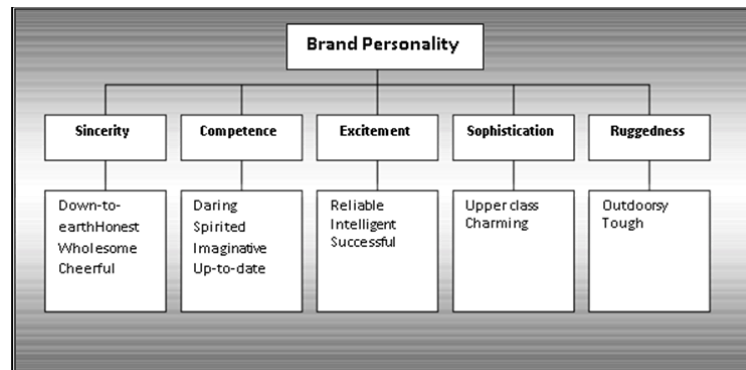 Brand Personality
Sincerity
Competence
Excitement
Sophistication
Ruggedness
Down-to-
earthHonest
Wholesome
Cheerful
Daring
Spirited
Imaginative
Up-to-date
Reliable
Intelligent
Successful
Upper class
Charming
Outdoorsy
Tough